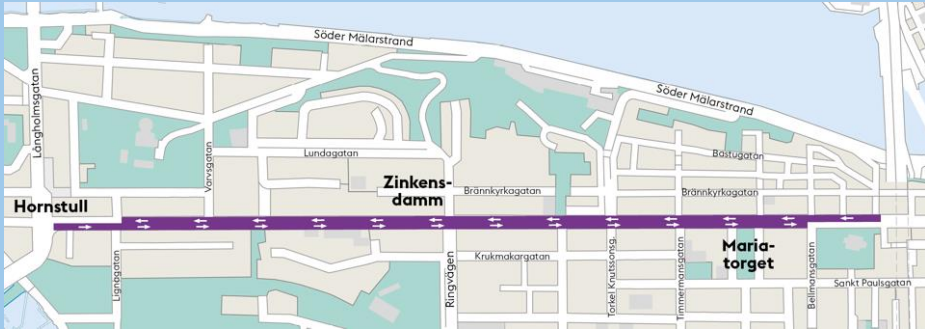 Söder Mälarstrand
Söder Mälarstrand
Långholmsgatan
Varvsgatan
Lundagatan
Bastugatan
Zinkens-
damm
Brännkyrkagatan
Brännkyrkagatan
Hornstull
Lignagatan
Ringvägen
Krukmakargatan
Torkel Knutssonsg.
Timmermansgatan
Maria-
torget
Bellmansgatan
Sankt Paulsgatan